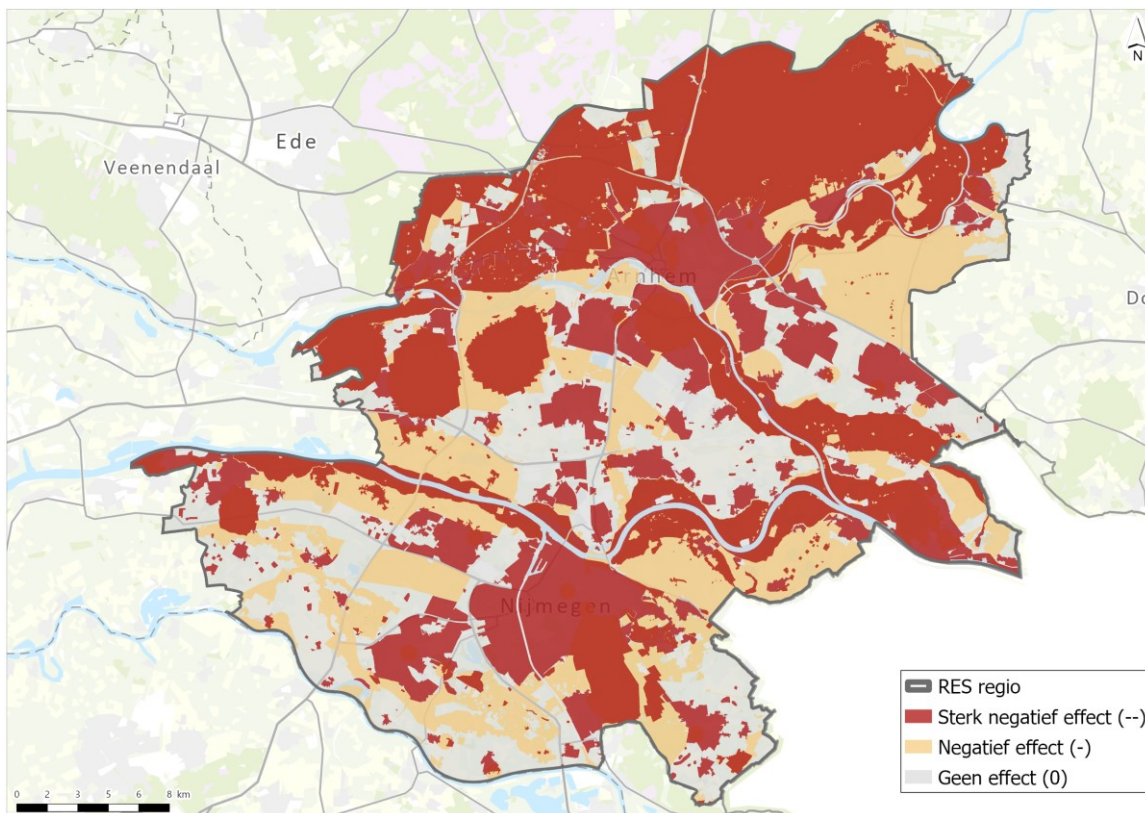 N
Ede
Veenendaal
Arnhem
Do
Nijmegen
RES regio
Sterk negatief effect (--)
Negatief effect (-)
Geen effect (0)
0 2 3 4 6 8 km